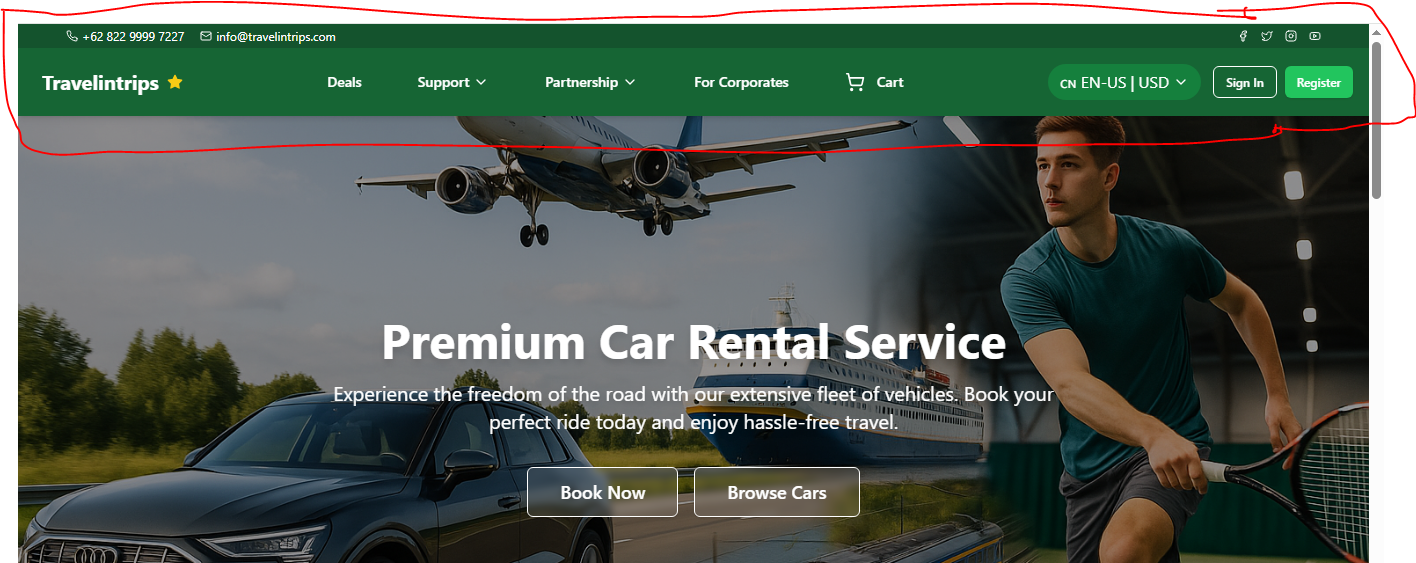 +62 822 9999 7227 info@travelintrips.com
Travelintrips Deals Support Partnership For Corporates Cart CN EN-US | USD Sign In Register
Premium Car Rental Service
Experience the freedom of the road with our extensive fleet of vehicles. Book your
perfect ride today and enjoy hassle-free travel.
Book Now Browse Cars